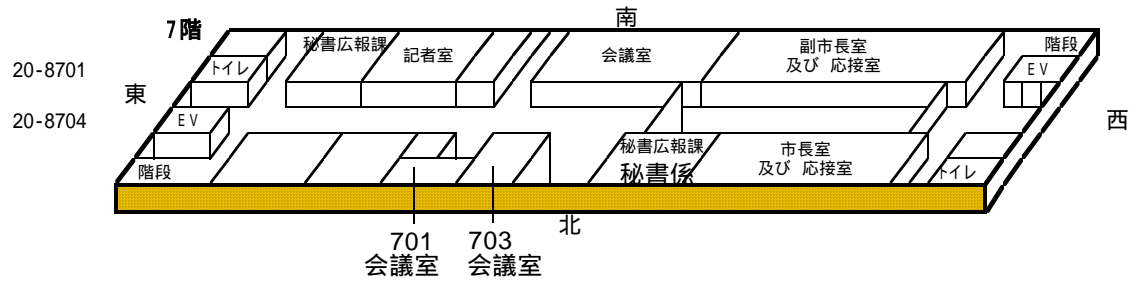 南
7階
秘書広報課
記者室
会議室
副市長室
及び 応接室
階段
トイレ
EV
20-8701
東
20-8704
EV
西
階段
秘書広報課
秘書係
市長室
及び 応接室
トイレ
北
701
会議室
703
会議室